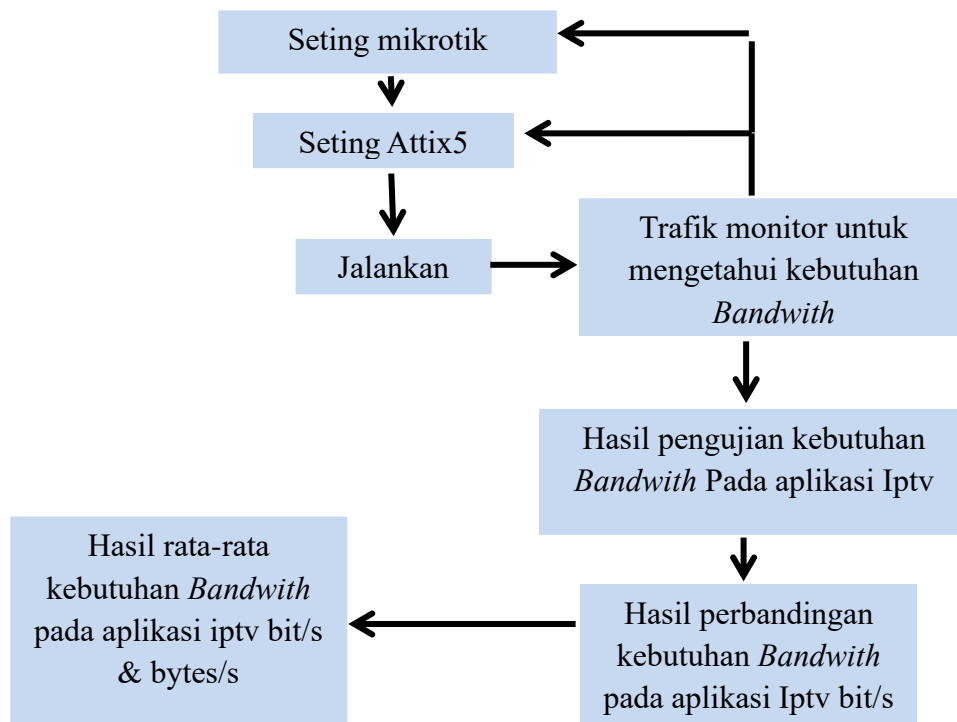 Seting mikrotik
Seting Attix5
Jalankan
Trafik monitor untuk
mengetahui kebutuhan
Bandwith
Hasil pengujian kebutuhan
Bandwith Pada aplikasi Iptv
Hasil perbandingan
kebutuhan Bandwith
pada aplikasi Iptv bit/s
Hasil rata-rata
kebutuhan Bandwith
pada aplikasi iptv bit/s
& bytes/s